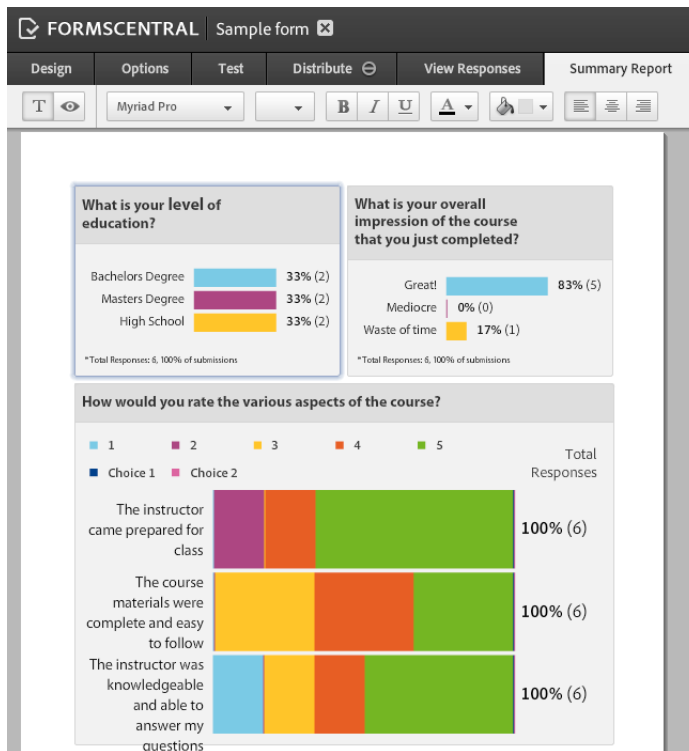 FORMSCENTRAL Sample form
Design Options Test Distribute View Responses Summary Report
T Myriad Pro B I U A
What is your level of
education?
Bachelors Degree 33% (2)
Masters Degree 33% (2)
High School 33% (2)
*Total Responses: 6, 100% of submissions
What is your overall
impression of the course
that you just completed?
Great! 83% (5)
Mediocre 0% (0)
Waste of time 17% (1)
*Total Responses: 6, 100% of submissions
How would you rate the various aspects of the course?
1 2 3 4 5
Choice 1 Choice 2
Total
Responses
The instructor
came prepared for
class
100% (6)
The course
materials were
complete and easy
to follow
100% (6)
The instructor was
knowledgeable
and able to
answer my
questions
100% (6)